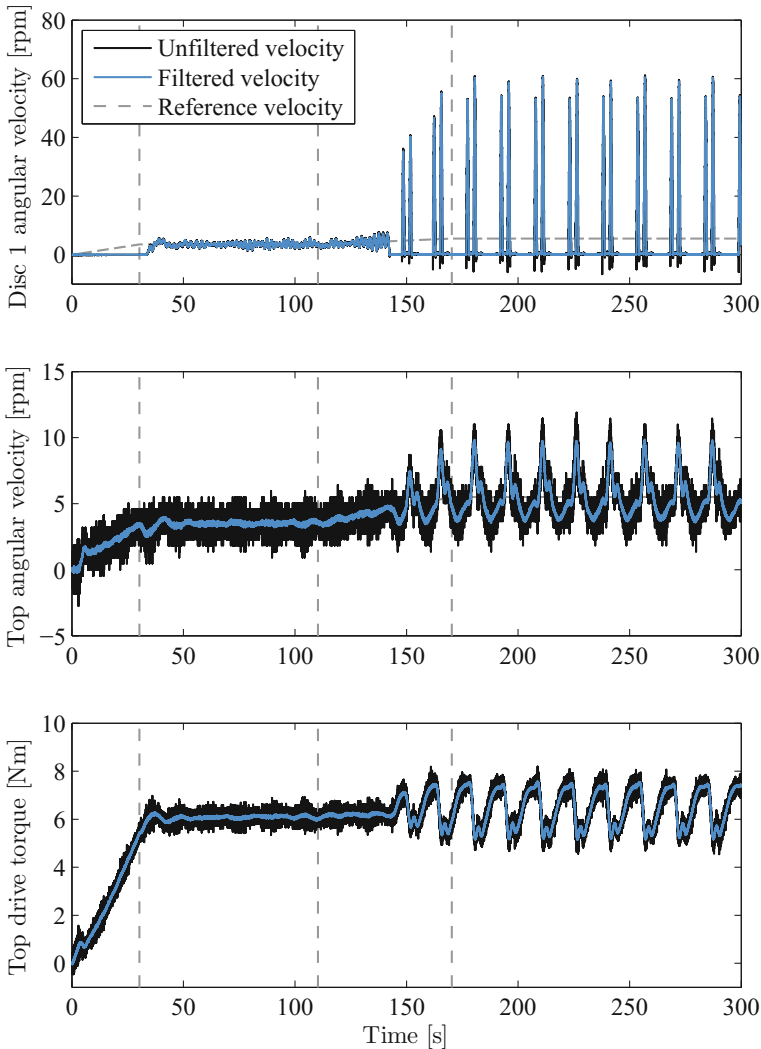 Disc 1 angular velocity [rpm]
80
60
40
20
0
Unfiltered velocity
Filtered velocity
Reference velocity
0 50 100 150 200 250 300
Top angular velocity [rpm]
15
10
5
0
−5
0 50 100 150 200 250 300
Top drive torque [Nm]
10
8
6
4
2
0
0 50 100 150 200 250 300
Time [s]